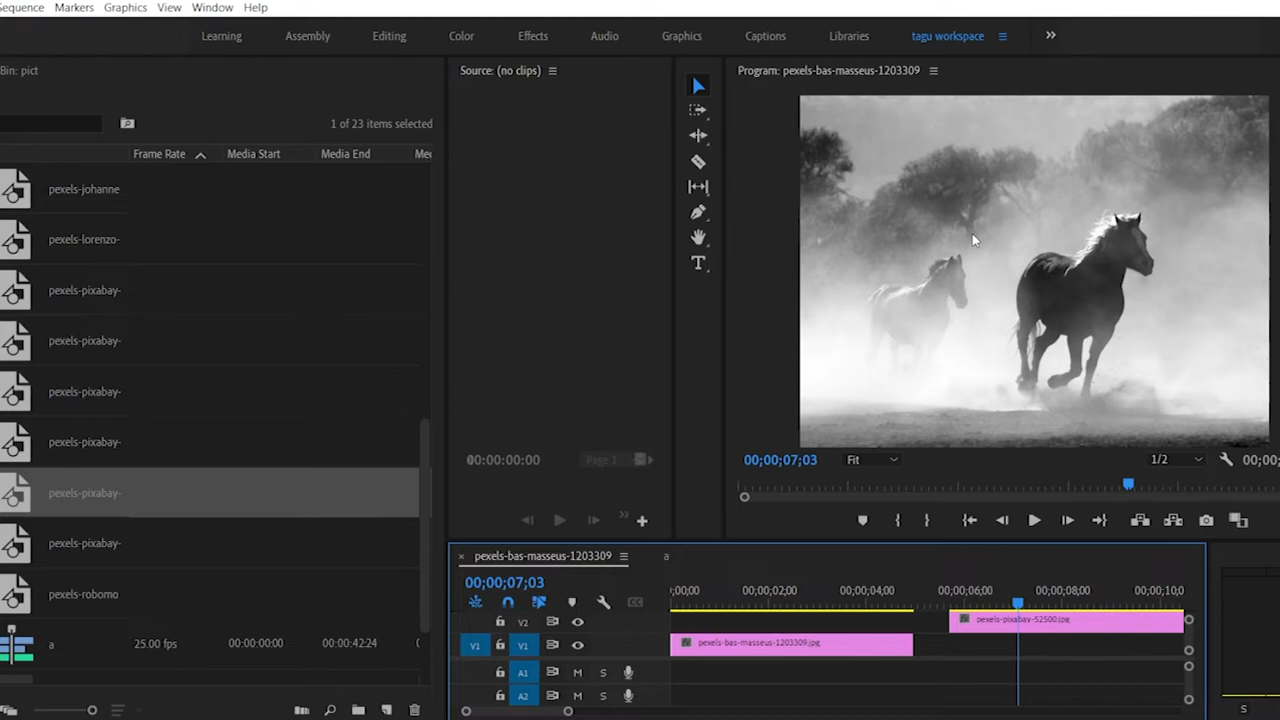 Sequence Markers Graphics View Window Help
Learning Assembly Editing Color Effects Audio Graphics Captions Libraries tagu workspace
Bin: pict
Source: (no clips)
Program: pexels-bas-masseus-1203309
1 of 23 items selected
Frame Rate Media Start Media End
pexels-johanne
pexels-lorenzo-
pexels-pixabay-
pexels-pixabay-
pexels-pixabay-
pexels-pixabay-
pexels-pixabay-
pexels-pixabay-
pexels-robomo
a 25.00 fps 00:00:00:00 00:00:42:24
00:00:00:00 Page 1
00;00;07;03 Fit 1/2 00;00;
pexels-bas-masseus-1203309 a
00;00;07;03
;00;00 00;00;02;00 00;00;04;00 00;00;06;00 00;00;08;00 00;00;10;0
V2 pexels-pixabay-52500.jpg
V1 V1 pexels-bas-masseus-1203309.jpg
A1 M S
A2 M S
S